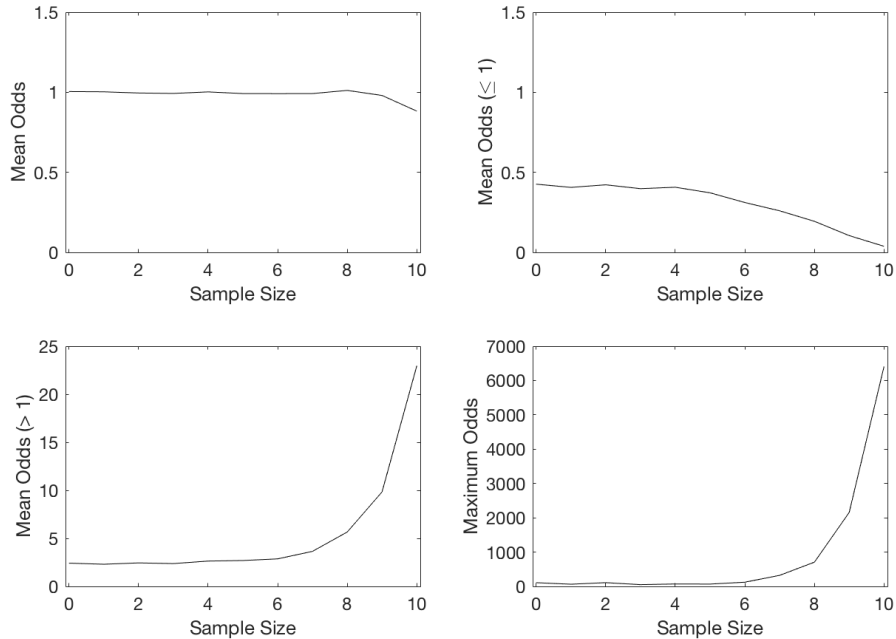 1.5
1
0.5
0
Mean Odds
0 2 4 6 8 10
Sample Size
1.5
1
0.5
0
Mean Odds (≤ 1)
0 2 4 6 8 10
Sample Size
25
20
15
10
5
0
Mean Odds (> 1)
0 2 4 6 8 10
Sample Size
7000
6000
5000
4000
3000
2000
1000
0
Maximum Odds
0 2 4 6 8 10
Sample Size